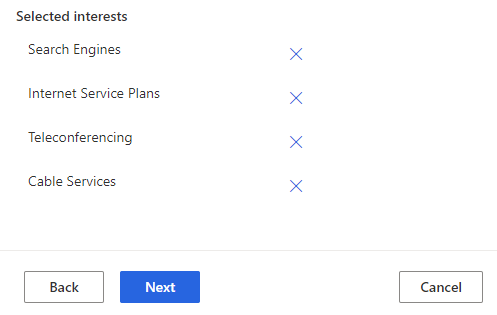 Selected interests
Search Engines
Internet Service Plans
Teleconferencing
Cable Services
Back Next Cancel